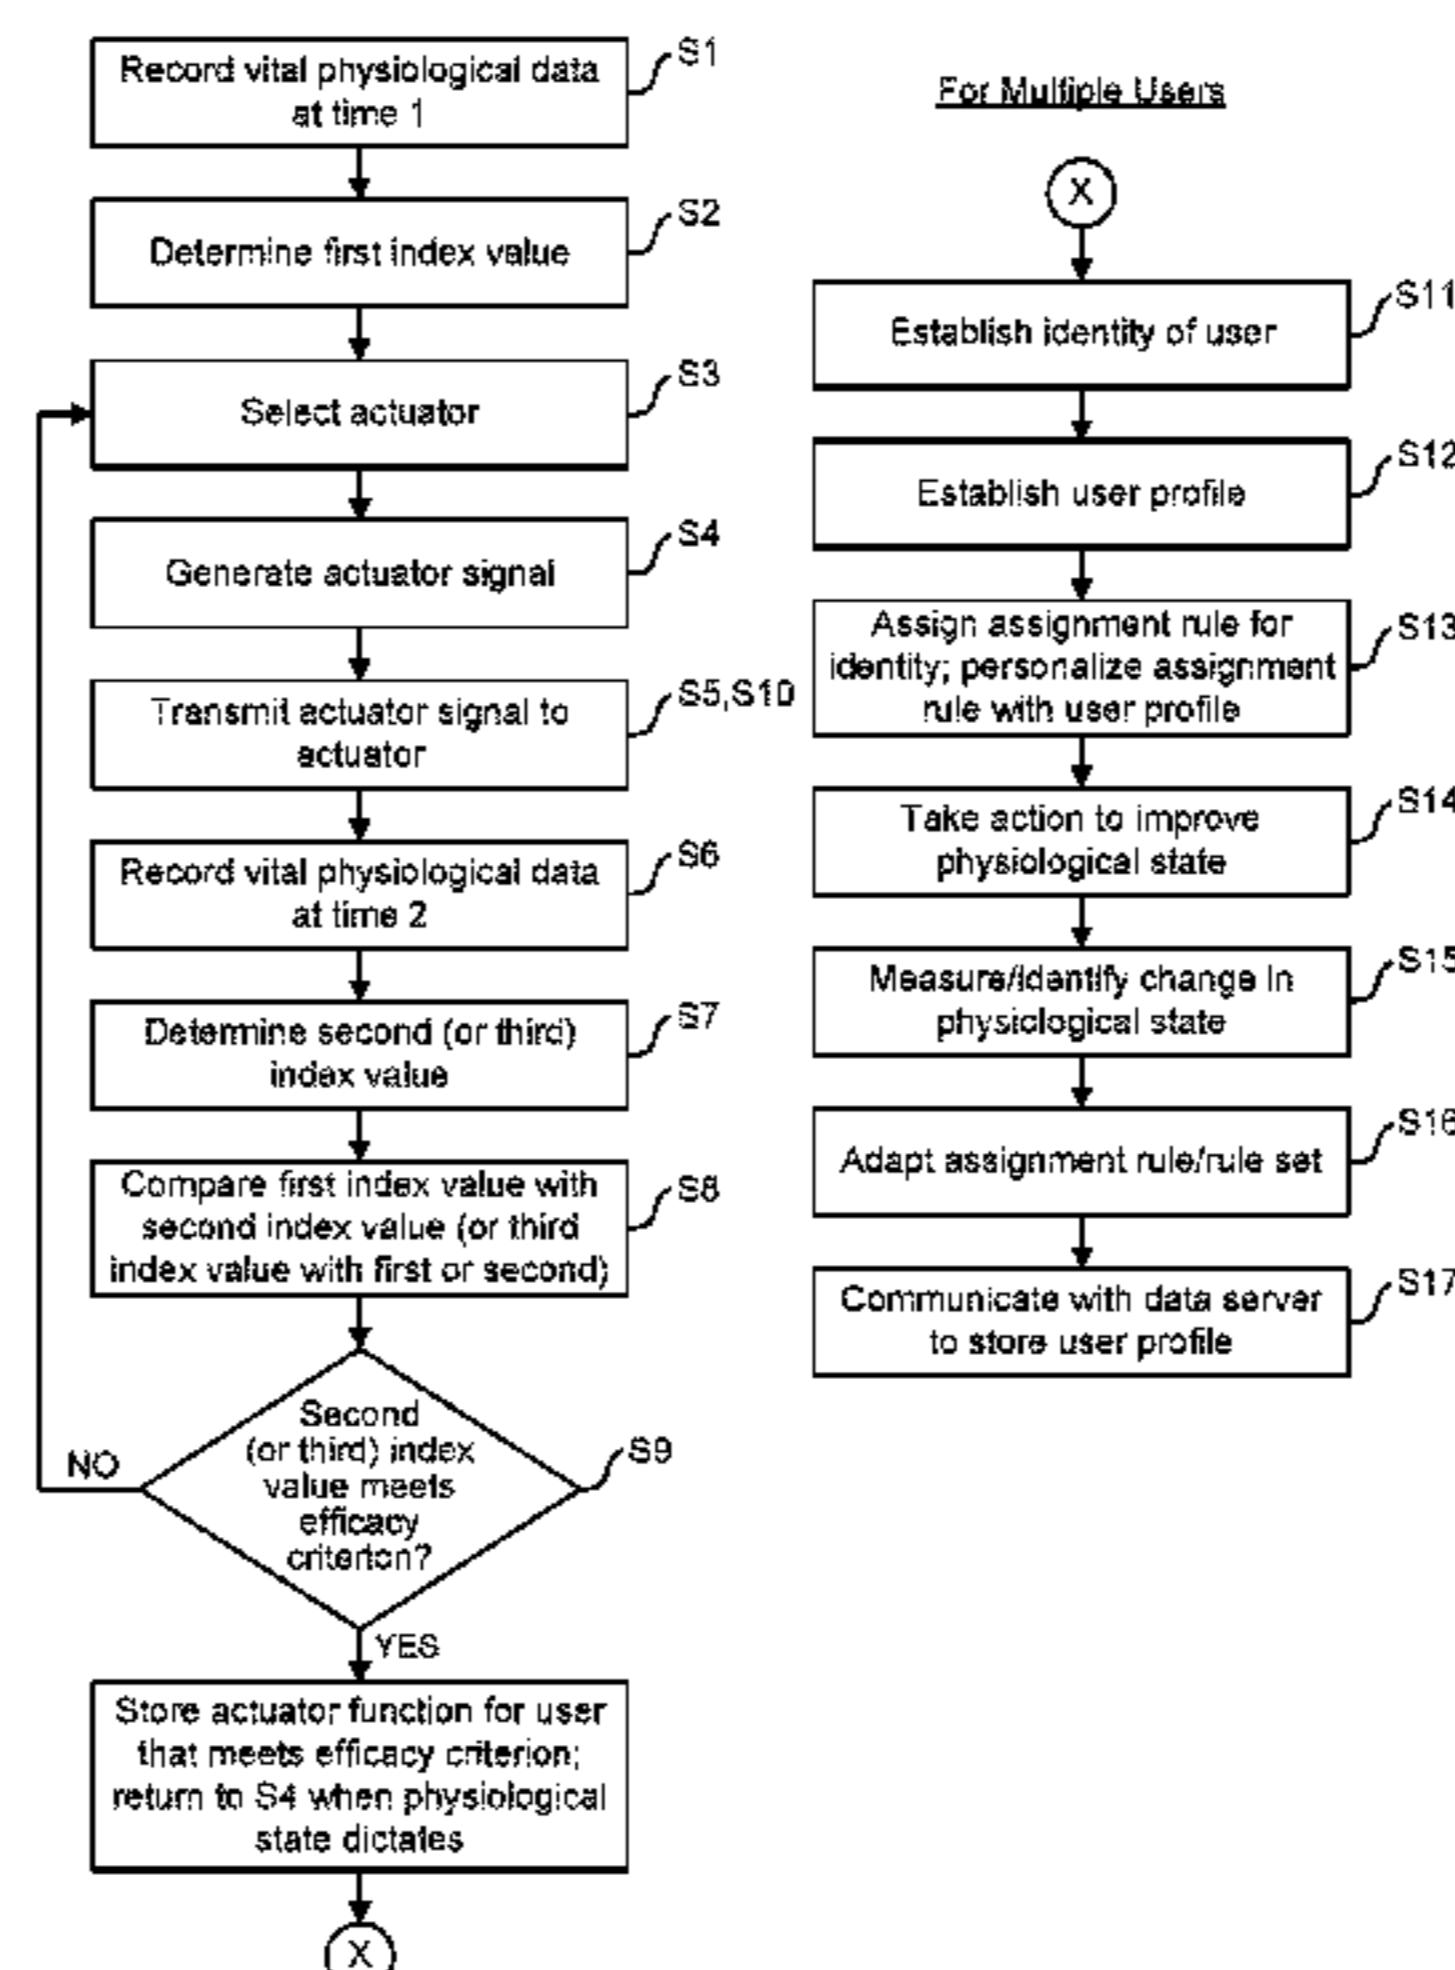 Record vital physiological data
at time 1
S1
Determine first index value
S2
Select actuator
S3
Generate actuator signal
S4
Transmit actuator signal to
actuator
S5,S10
Record vital physiological data
at time 2
S6
Determine second (or third)
index value
S7
Compare first index value with
second index value (or third
index value with first or second)
S8
Second
(or third) index
value meets
efficacy
criterion?
S9
NO
YES
Store actuator function for user
that meets efficacy criterion;
return to S4 when physiological
state dictates
X
For Multiple Users
X
Establish identity of user
S11
Establish user profile
S12
Assign assignment rule for
identity; personalize assignment
rule with user profile
S13
Take action to improve
physiological state
S14
Measure/identify change in
physiological state
S15
Adapt assignment rule/rule set
S16
Communicate with data server
to store user profile
S17